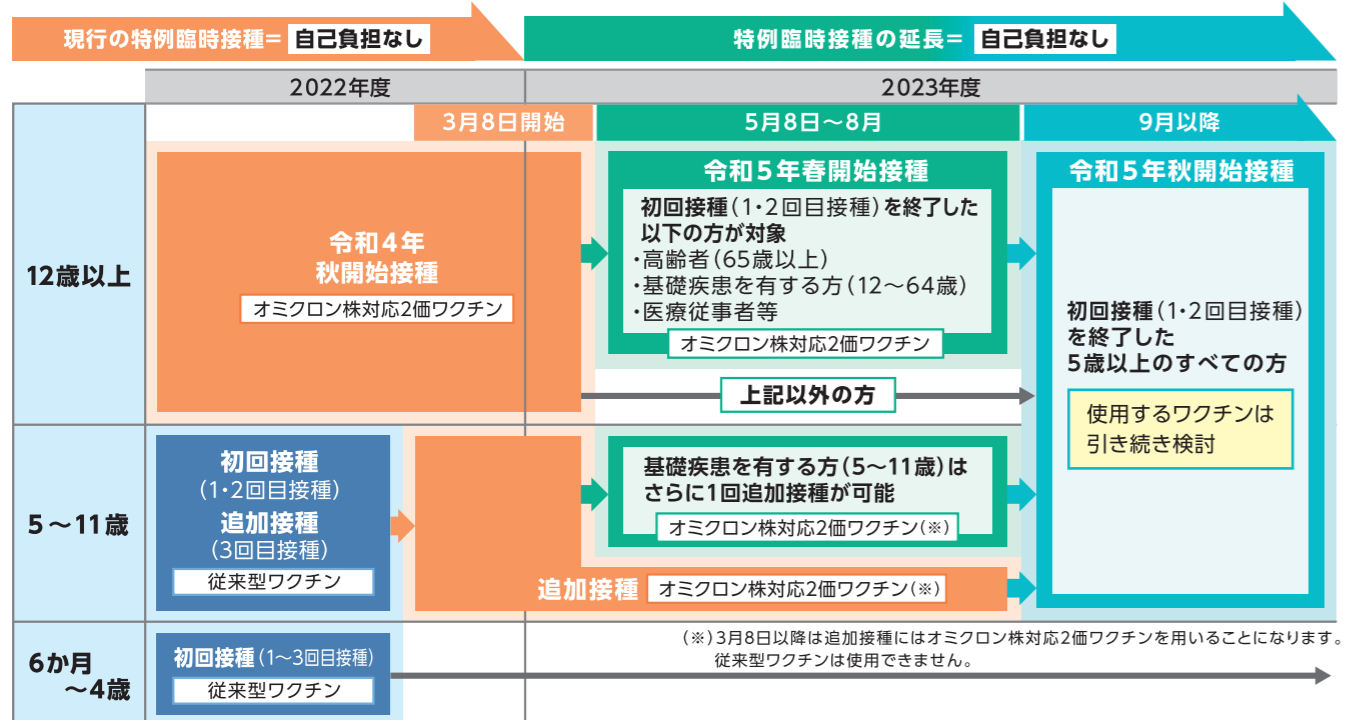 現行の特例臨時接種= 自己負担なし
特例臨時接種の延長= 自己負担なし
2022年度
2023年度
3月8日開始
5月8日～8月
9月以降
12歳以上
令和4年
秋開始接種
オミクロン株対応2価ワクチン
令和5年春開始接種
初回接種(1・2回目接種)を終了した
以下の方が対象
・高齢者(65歳以上)
・基礎疾患を有する方(12～64歳)
・医療従事者等
オミクロン株対応2価ワクチン
上記以外の方
令和5年秋開始接種
初回接種(1・2回目接種)
を終了した
5歳以上のすべての方
使用するワクチンは
引き続き検討
5～11歳
初回接種
(1・2回目接種)
追加接種
(3回目接種)
従来型ワクチン
基礎疾患を有する方(5～11歳)は
さらに1回追加接種が可能
オミクロン株対応2価ワクチン(※)
追加接種 オミクロン株対応2価ワクチン(※)
6か月
～4歳
初回接種(1～3回目接種)
従来型ワクチン
(※)3月8日以降は追加接種にはオミクロン株対応2価ワクチンを用いることになります。
従来型ワクチンは使用できません。